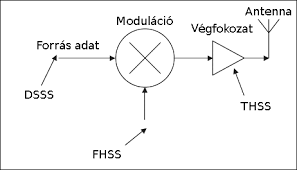 Antenna
Moduláció
Végfokozat
Forrás adat
DSSS
THSS
FHSS